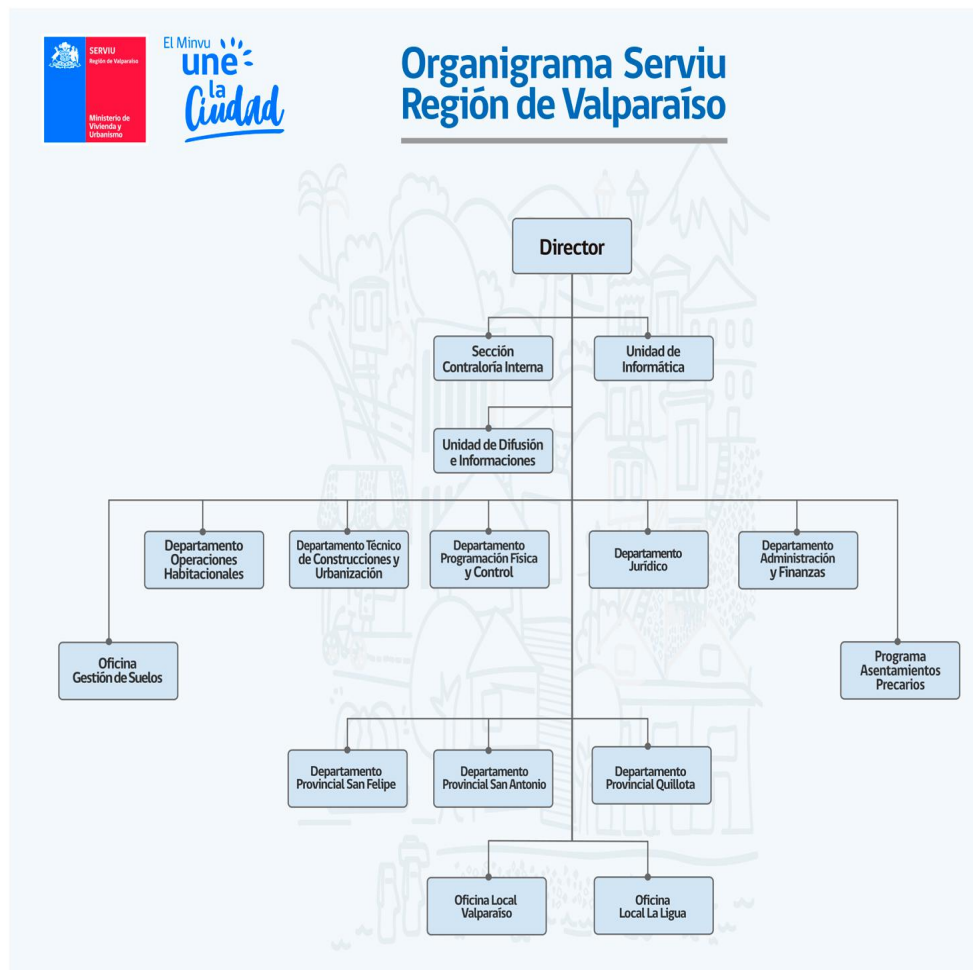 SERVIU
Región de Valparaíso
Ministerio de
Vivienda y
Urbanismo
El Minvu
une
la
Ciudad
Organigrama Serviu
Región de Valparaíso
Director
Sección
Contraloría Interna
Unidad de
Informática
Unidad de Difusión
e Informaciones
Departamento
Operaciones
Habitacionales
Departamento Técnico
de Construcciones y
Urbanización
Departamento
Programación Física
y Control
Departamento
Jurídico
Departamento
Administración
y Finanzas
Oficina
Gestión de Suelos
Programa
Asentamientos
Precarios
Departamento
Provincial San Felipe
Departamento
Provincial San Antonio
Departamento
Provincial Quillota
Oficina Local
Valparaíso
Oficina
Local La Ligua